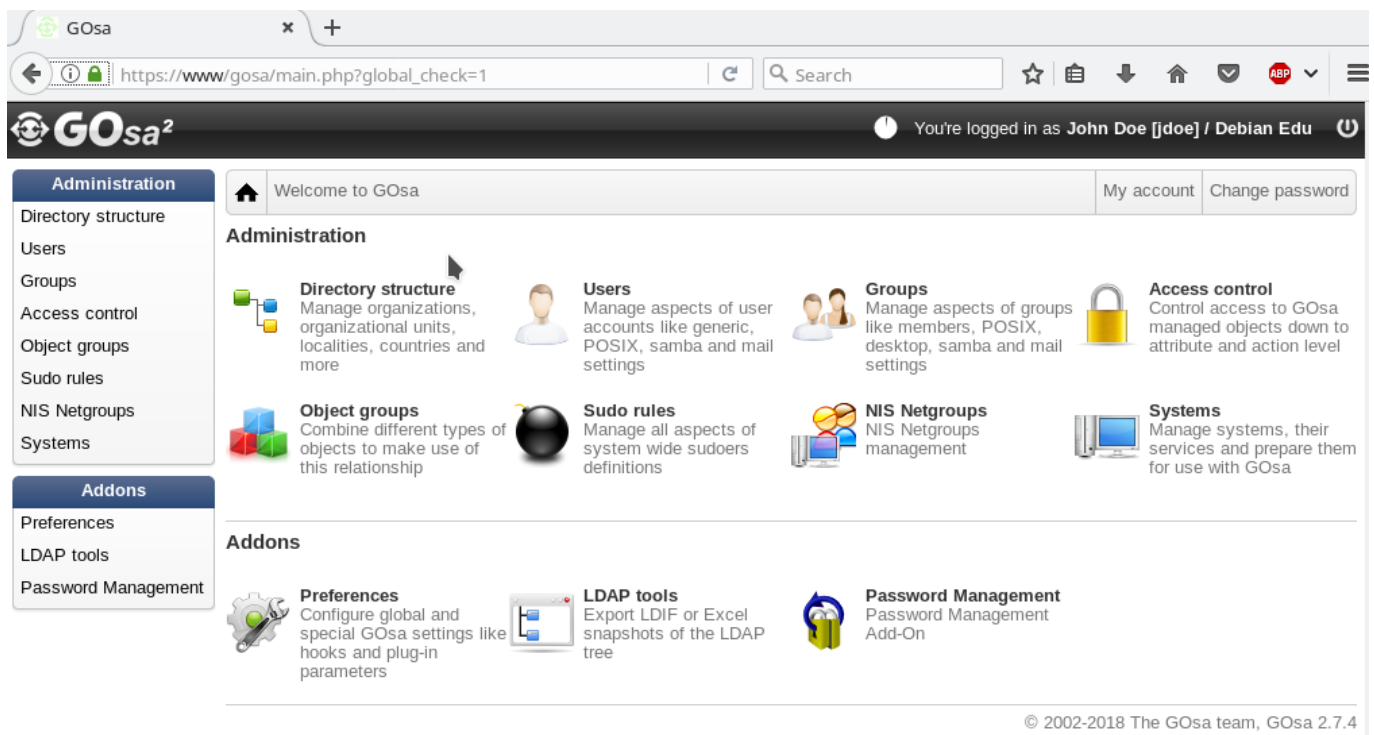 GOsa
https://www/gosa/main.php?global_check=1
Search
ABP
GOsa²
You're logged in as John Doe [jdoe] / Debian Edu
Administration
Directory structure
Users
Groups
Access control
Object groups
Sudo rules
NIS Netgroups
Systems
Addons
Preferences
LDAP tools
Password Management
Welcome to GOsa
My account
Change password
Administration
Directory structure
Manage organizations,
organizational units,
localities, countries and
more
Users
Manage aspects of user
accounts like generic,
POSIX, samba and mail
settings
Groups
Manage aspects of groups
like members, POSIX,
desktop, samba and mail
settings
Access control
Control access to GOsa
managed objects down to
attribute and action level
Object groups
Combine different types of
objects to make use of
this relationship
Sudo rules
Manage all aspects of
system wide sudoers
definitions
NIS Netgroups
NIS Netgroups
management
Systems
Manage systems, their
services and prepare them
for use with GOsa
Addons
Preferences
Configure global and
special GOsa settings like
hooks and plug-in
parameters
LDAP tools
Export LDIF or Excel
snapshots of the LDAP
tree
Password Management
Password Management
Add-On
© 2002-2018 The GOsa team, GOsa 2.7.4